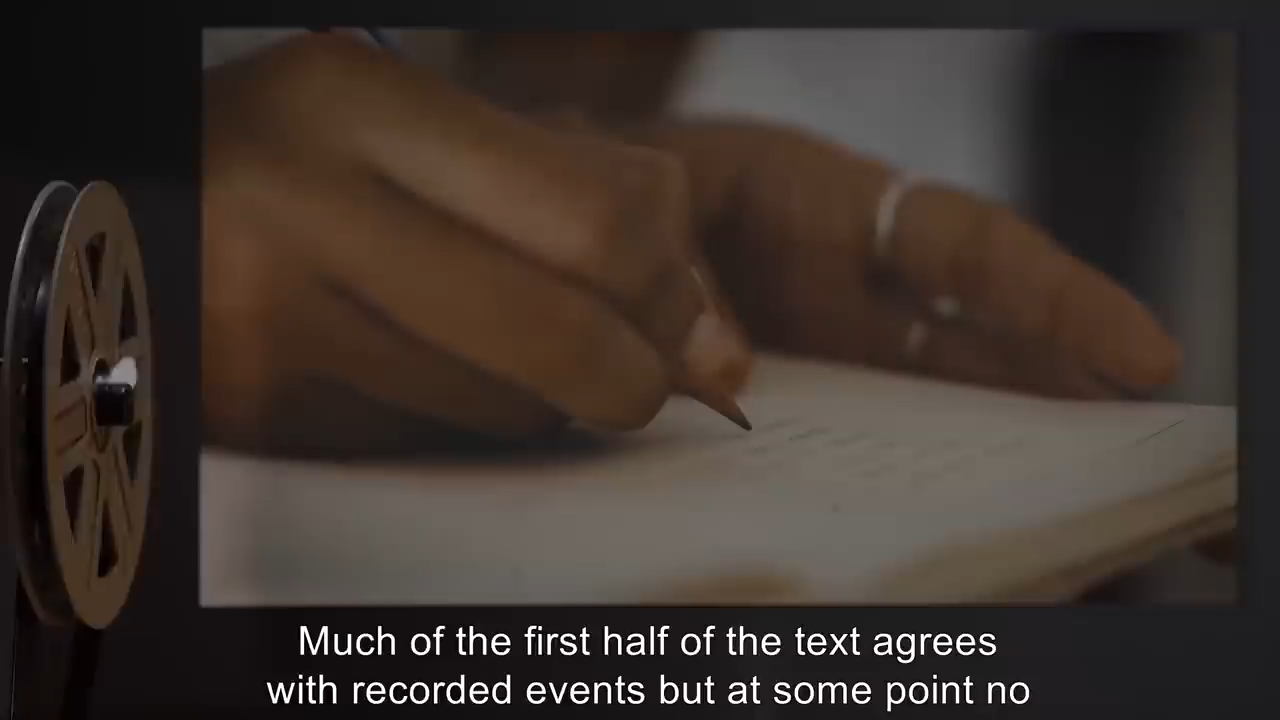 Much of the first half of the text agrees
with recorded events but at some point no